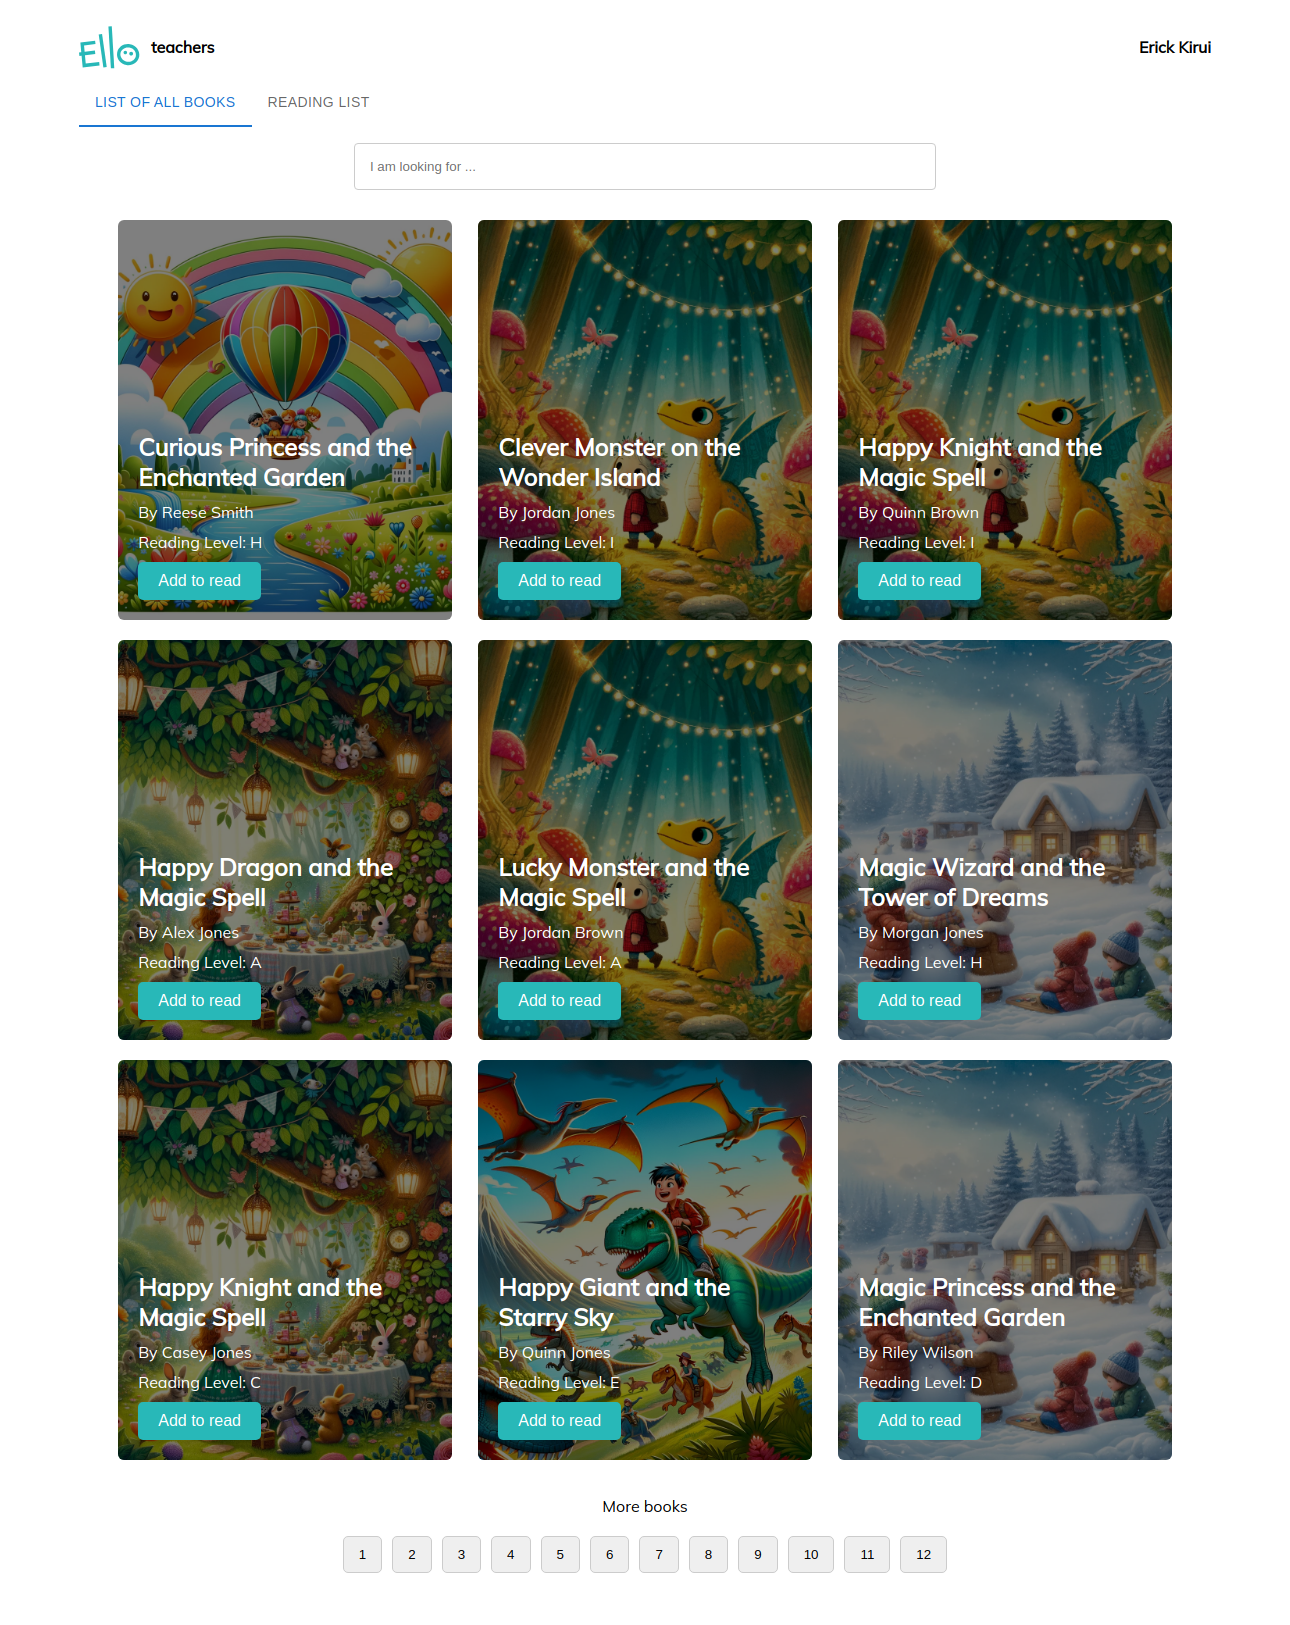 Ello teachers
Erick Kirui
LIST OF ALL BOOKS
READING LIST
I am looking for ...
Curious Princess and the
Enchanted Garden
By Reese Smith
Reading Level: H
Add to read
Clever Monster on the
Wonder Island
By Jordan Jones
Reading Level: I
Add to read
Happy Knight and the
Magic Spell
By Quinn Brown
Reading Level: I
Add to read
Happy Dragon and the
Magic Spell
By Alex Jones
Reading Level: A
Add to read
Lucky Monster and the
Magic Spell
By Jordan Brown
Reading Level: A
Add to read
Magic Wizard and the
Tower of Dreams
By Morgan Jones
Reading Level: H
Add to read
Happy Knight and the
Magic Spell
By Casey Jones
Reading Level: C
Add to read
Happy Giant and the
Starry Sky
By Quinn Jones
Reading Level: E
Add to read
Magic Princess and the
Enchanted Garden
By Riley Wilson
Reading Level: D
Add to read
More books
1 2 3 4 5 6 7 8 9 10 11 12